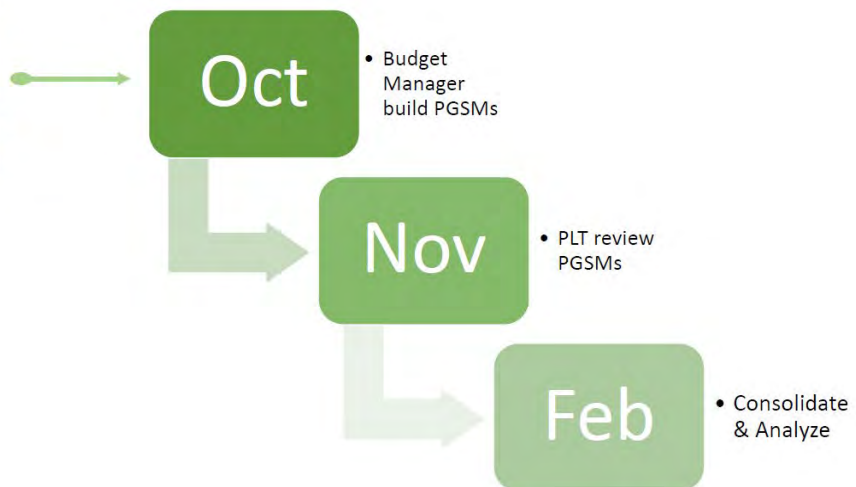 Oct
• Budget
Manager
build PGSMs
Nov
• PLT review
PGSMs
Feb
• Consolidate
& Analyze